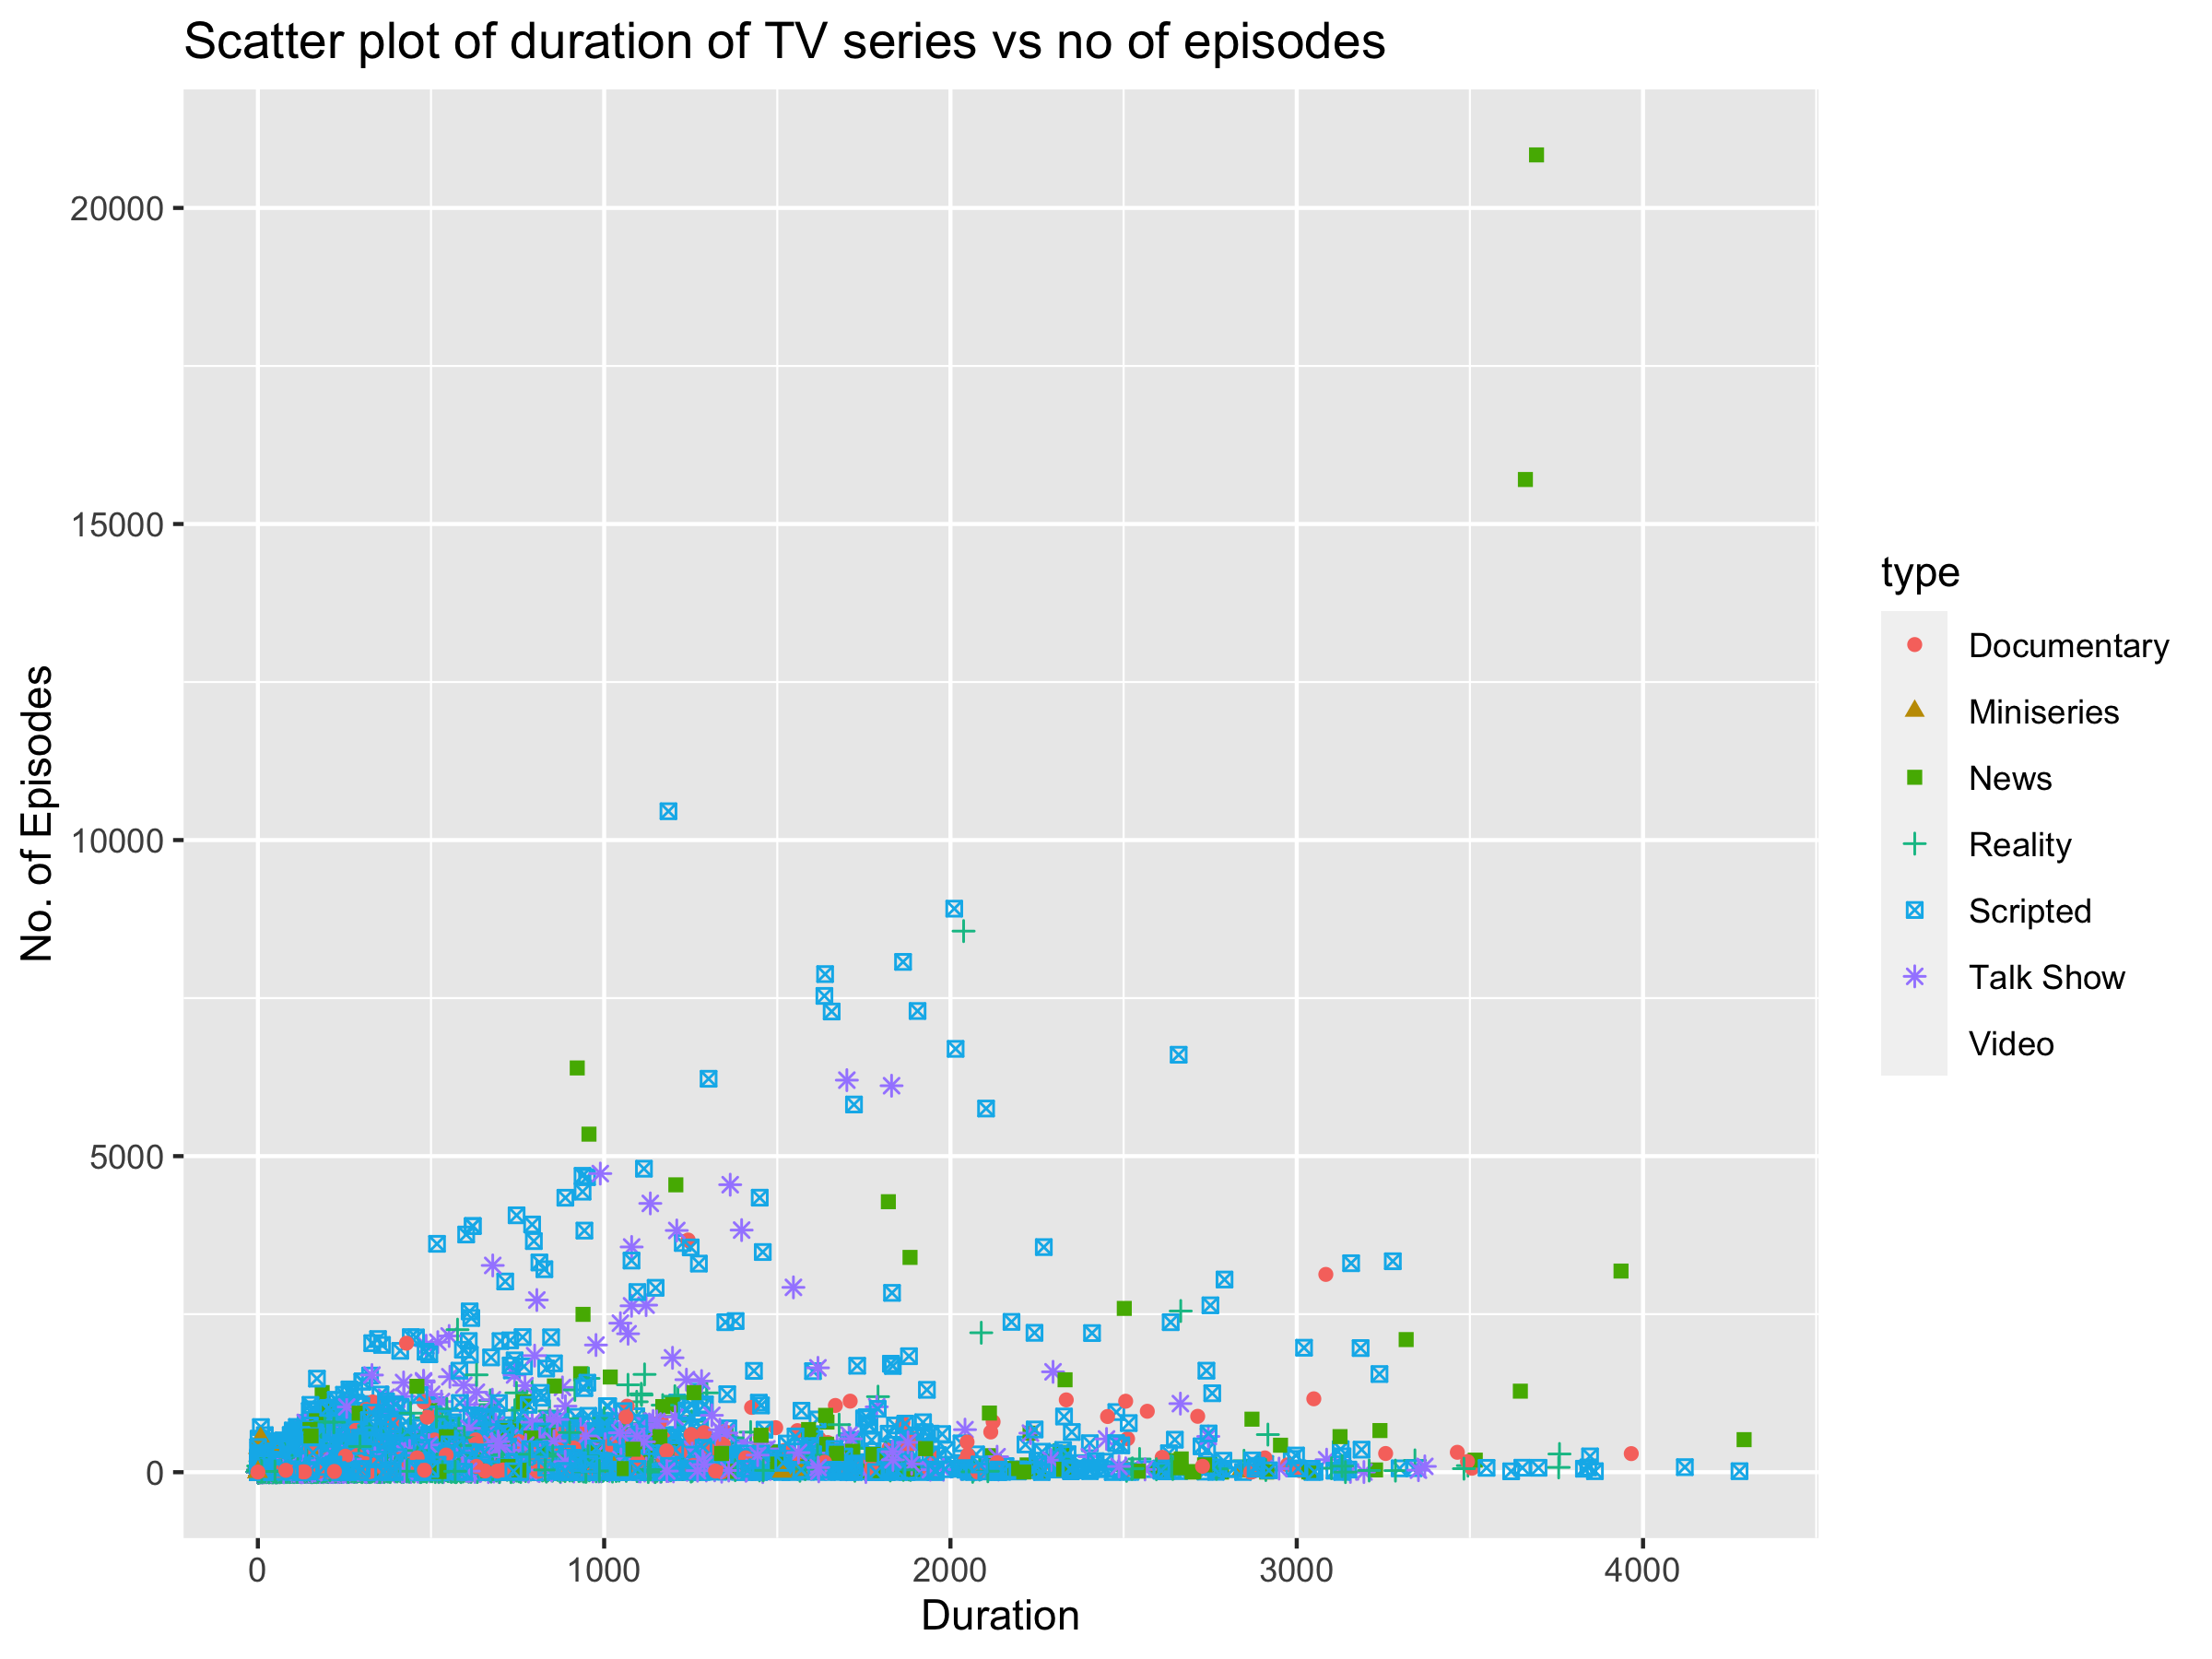 Scatter plot of duration of TV series vs no of episodes
No. of Episodes
20000
15000
10000
5000
0
0 1000 2000 3000 4000
Duration
type
Documentary
Miniseries
News
Reality
Scripted
Talk Show
Video